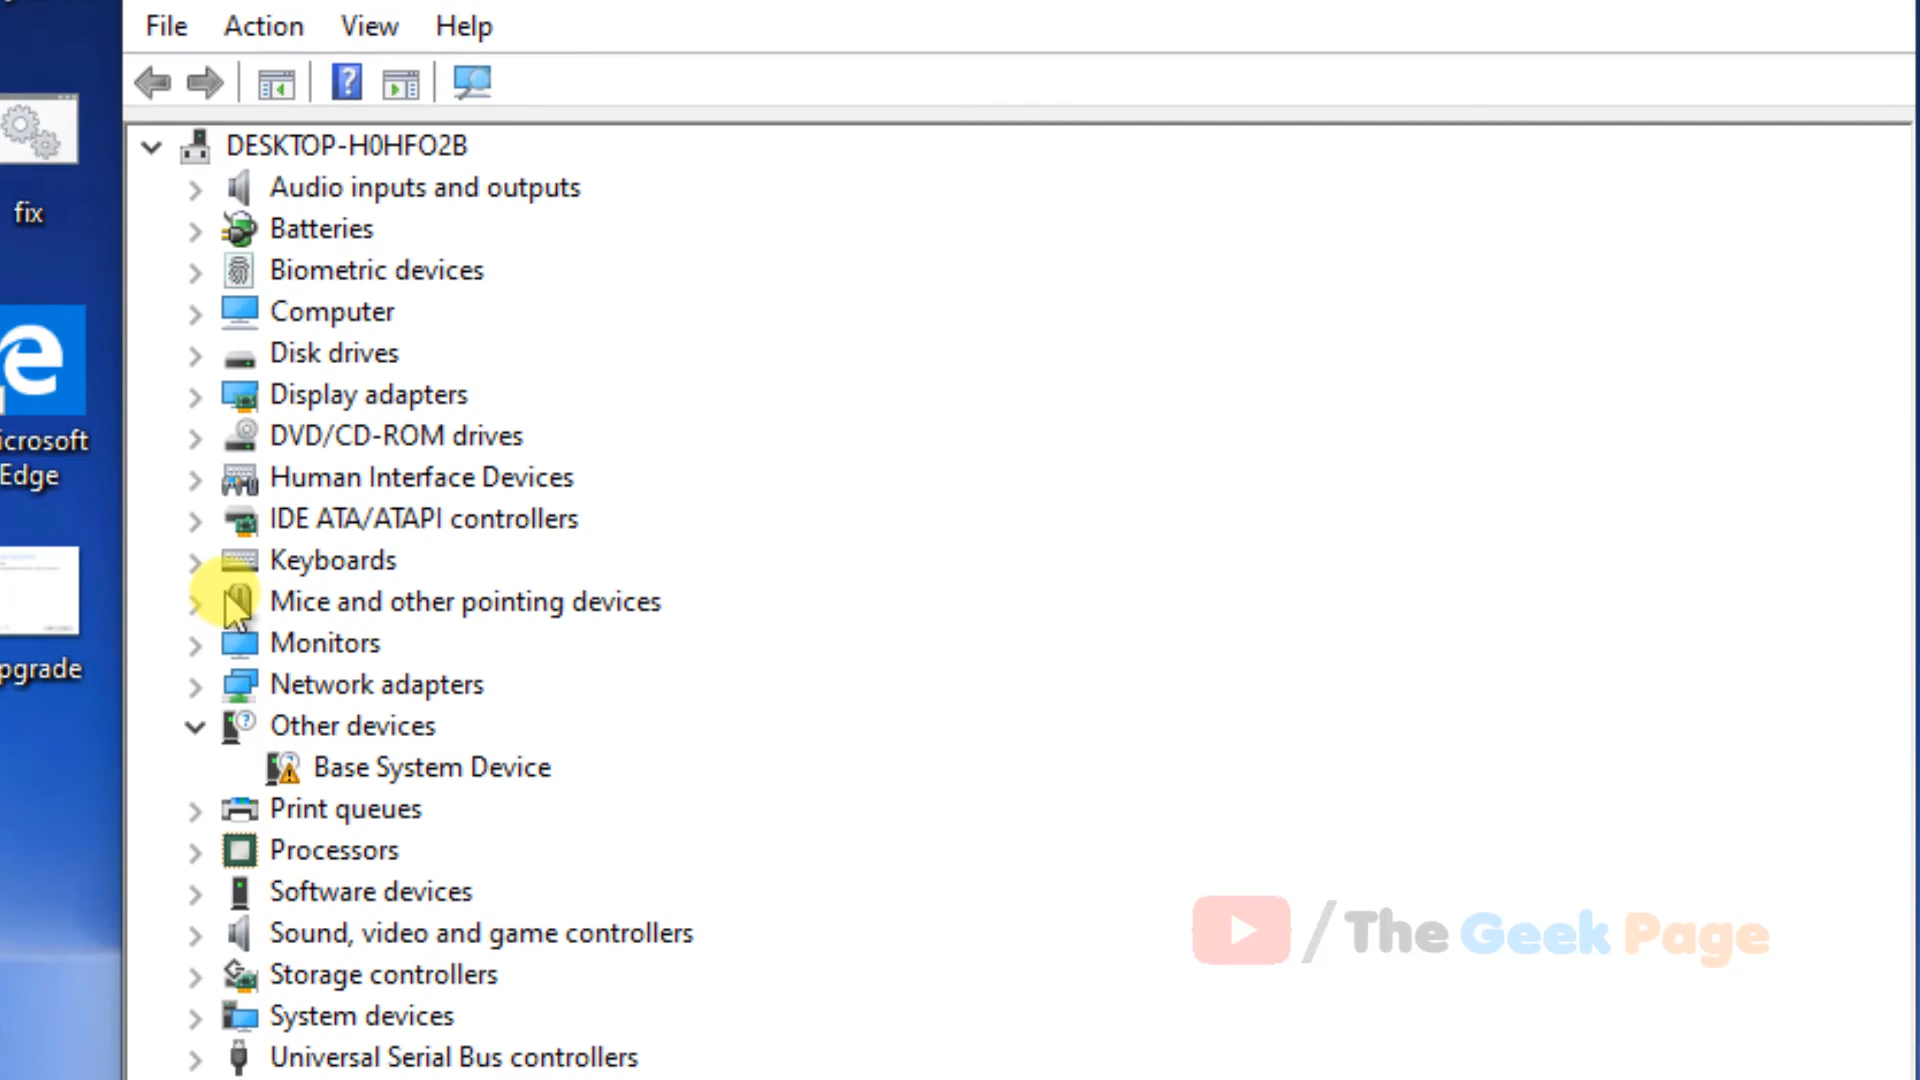 File Action View Help
DESKTOP-H0HFO2B
Audio inputs and outputs
Batteries
Biometric devices
Computer
Disk drives
Display adapters
DVD/CD-ROM drives
Human Interface Devices
IDE ATA/ATAPI controllers
Keyboards
Mice and other pointing devices
Monitors
Network adapters
Other devices
Base System Device
Print queues
Processors
Software devices
Sound, video and game controllers
Storage controllers
System devices
Universal Serial Bus controllers
fix
icrosoft
Edge
pgrade
/The Geek Page